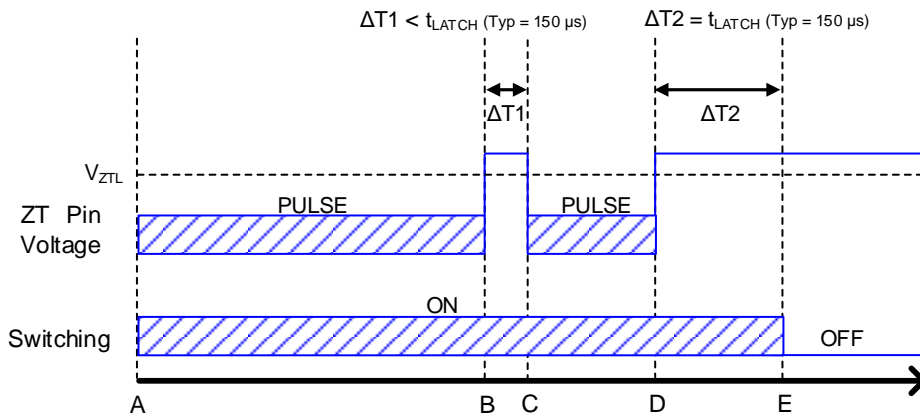 ΔT1 < tLATCH (Typ = 150 µs)
ΔT2 = tLATCH (Typ = 150 µs)
ΔT1
ΔT2
VZTL
PULSE
PULSE
ZT Pin
Voltage
ON
Switching
OFF
A
B
C
D
E